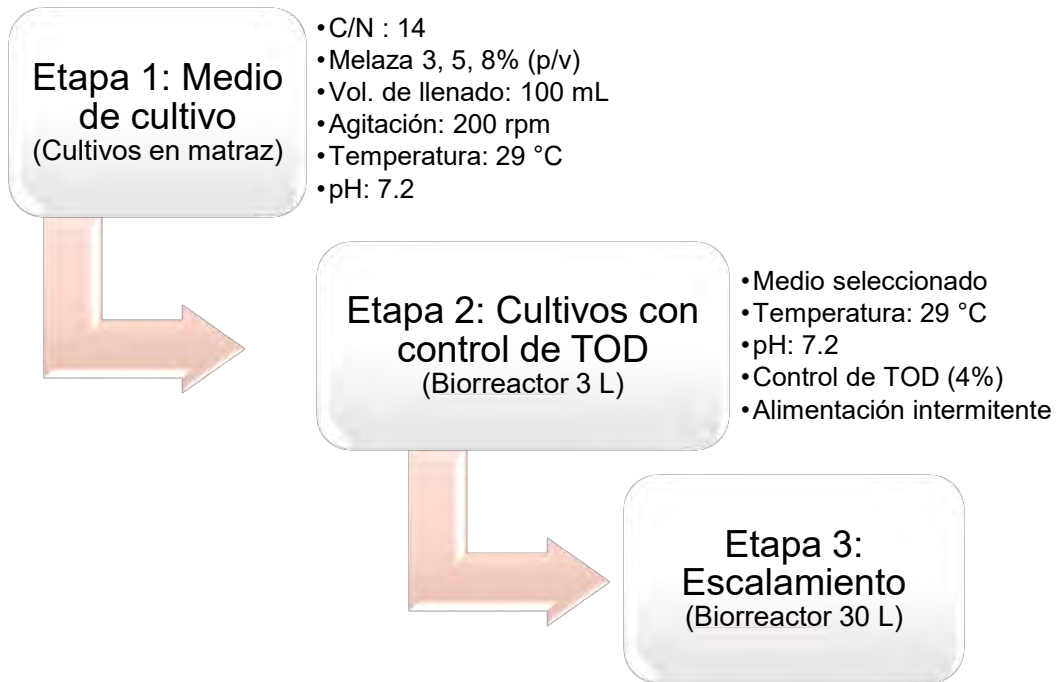 Etapa 1: Medio
de cultivo
(Cultivos en matraz)
•C/N : 14
•Melaza 3, 5, 8% (p/v)
•Vol. de llenado: 100 mL
•Agitación: 200 rpm
•Temperatura: 29 °C
•pH: 7.2
Etapa 2: Cultivos con
control de TOD
(Biorreactor 3 L)
•Medio seleccionado
•Temperatura: 29 °C
•pH: 7.2
•Control de TOD (4%)
•Alimentación intermitente
Etapa 3:
Escalamiento
(Biorreactor 30 L)